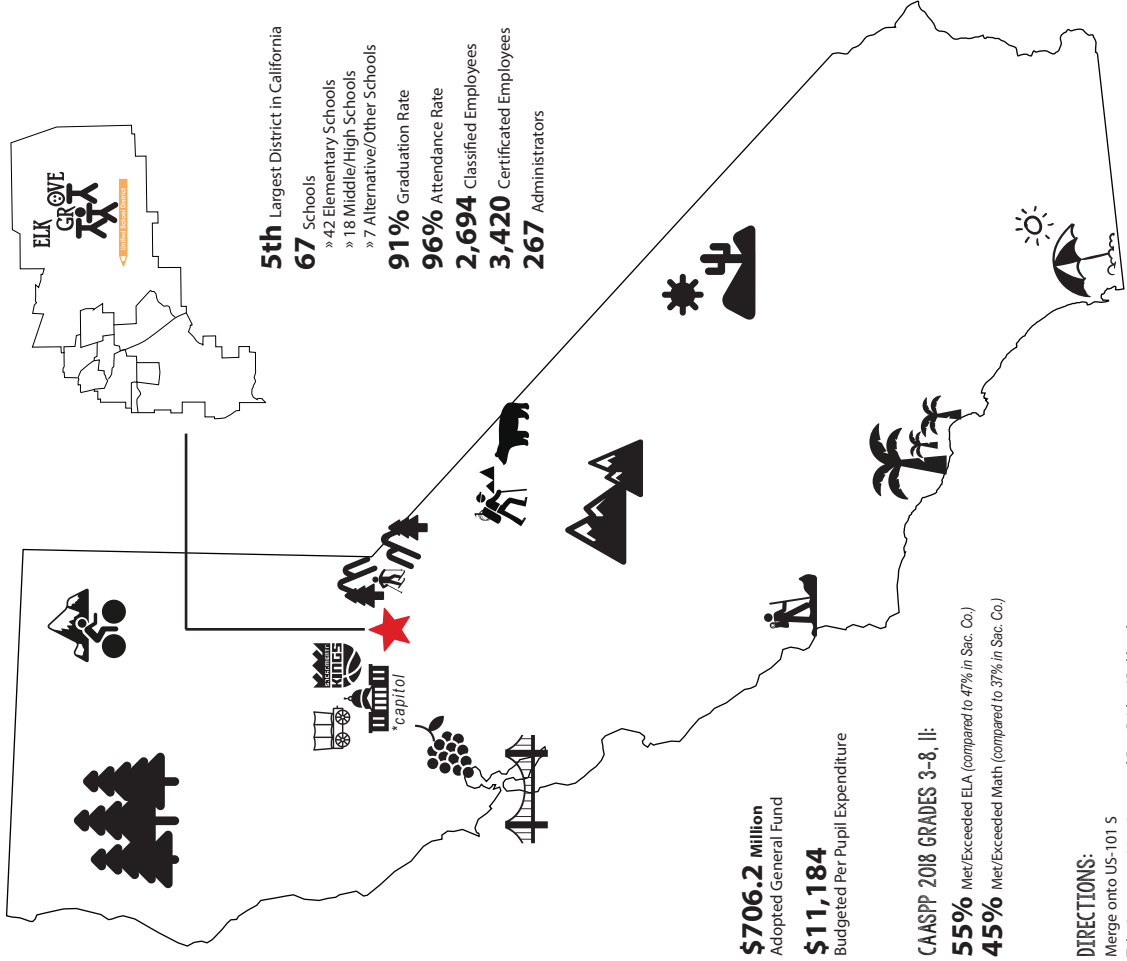 ELK
GROVE
Unified School District
5th Largest District in California
67 Schools
» 42 Elementary Schools
» 18 Middle/High Schools
» 7 Alternative/Other Schools
91% Graduation Rate
96% Attendance Rate
2,694 Classified Employees
3,420 Certificated Employees
267 Administrators
SACRAMENTO
KINGS
*capitol
$706.2 Million
Adopted General Fund
$11,184
Budgeted Per Pupil Expenditure
CAASPP 2018 GRADES 3-8, 11:
55% Met/Exceeded ELA (compared to 47% in Sac. Co.)
45% Met/Exceeded Math (compared to 37% in Sac. Co.)
DIRECTIONS:
Merge onto US-101 S